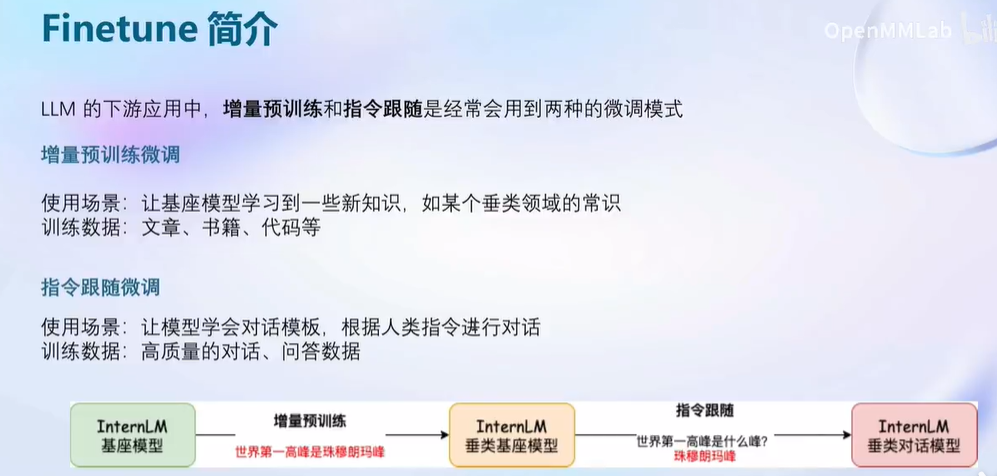 Finetune 简介
OpenMMLab
LLM 的下游应用中，增量预训练和指令跟随是经常会用到两种的微调模式
增量预训练微调
使用场景：让基座模型学习到一些新知识，如某个垂类领域的常识
训练数据：文章、书籍、代码等
指令跟随微调
使用场景：让模型学会对话模板，根据人类指令进行对话
训练数据：高质量的对话、问答数据
InternLM
基座模型
增量预训练
世界第一高峰是珠穆朗玛峰
InternLM
垂类基座模型
指令跟随
世界第一高峰是什么峰？
珠穆朗玛峰
InternLM
垂类对话模型